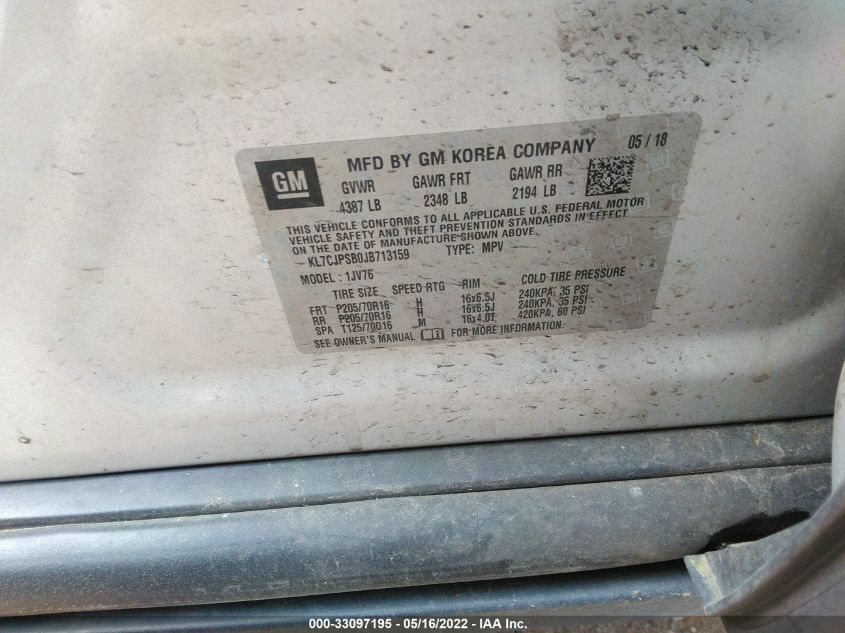 GM
MFD BY GM KOREA COMPANY 05 / 18
GVWR GAWR FRT GAWR RR
4387 LB 2348 LB 2194 LB
THIS VEHICLE CONFORMS TO ALL APPLICABLE U.S. FEDERAL MOTOR
VEHICLE SAFETY AND THEFT PREVENTION STANDARDS IN EFFECT
ON THE DATE OF MANUFACTURE SHOWN ABOVE.
KL7CJPSB0JB713159 TYPE: MPV
MODEL : 1JV76
TIRE SIZE SPEED RTG RIM COLD TIRE PRESSURE
FRT P205/70R16 H 16x6.5J 240KPA, 35 PSI
RR P205/70R16 H 16x6.5J 240KPA, 35 PSI
SPA T125/70D16 M 16x4.0T 420KPA, 60 PSI
SEE OWNER'S MANUAL FOR MORE INFORMATION.
000-33097195 - 05/16/2022 - IAA Inc.